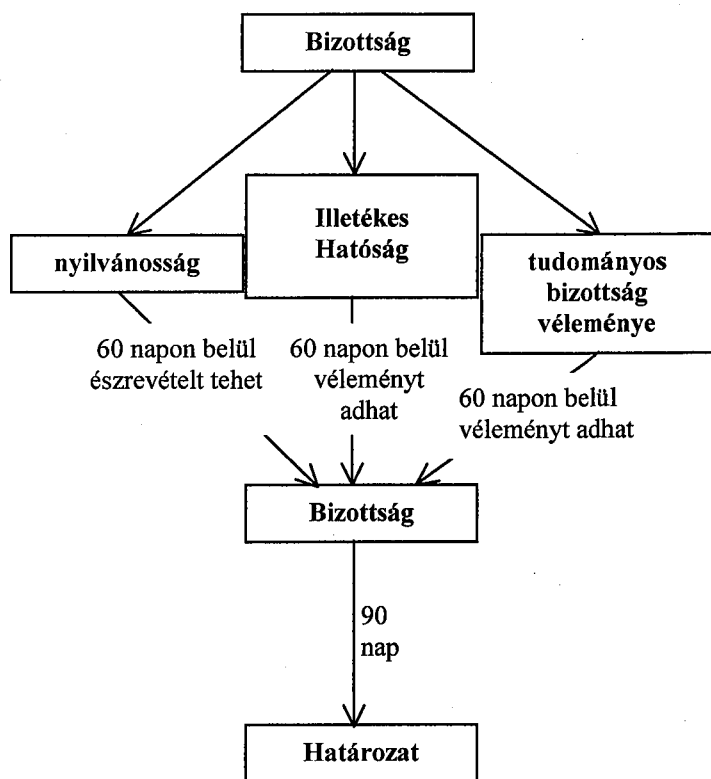 Bizottság
nyilvánosság
Illetékes
Hatóság
tudományos
bizottság
véleménye
60 napon belül
észrevételt tehet
60 napon belül
véleményt
adhat
60 napon belül
véleményt adhat
Bizottság
90
nap
Határozat